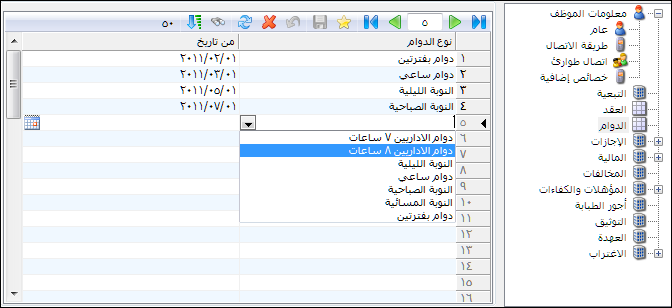 معلومات الموظف
عام
طريقة الاتصال
اتصال طوارئ
خصائص إضافية
التبعية
العقد
الدوام
الإجازات
المالية
المخالفات
المؤهلات والكفاءات
أجور الطبابة
التوثيق
العهدة
الاغتراب
٥
٥٠
نوع الدوام من تاريخ
١ دوام بفترتين ٢٠١١/٠٢/٠١
٢ دوام ساعي ٢٠١١/٠٣/٠١
٣ النوبة الليلية ٢٠١١/٠٥/٠١
٤ النوبة الصباحية ٢٠١١/٠٧/٠١
٥
٦ دوام الاداريين ٧ ساعات
٧ دوام الاداريين ٨ ساعات
٨ النوبة الليلية
دوام ساعي
٩ النوبة الصباحية
١٠ النوبة المسائية
١١ دوام بفترتين
١٢
١٣
١٤
١٥
١٦